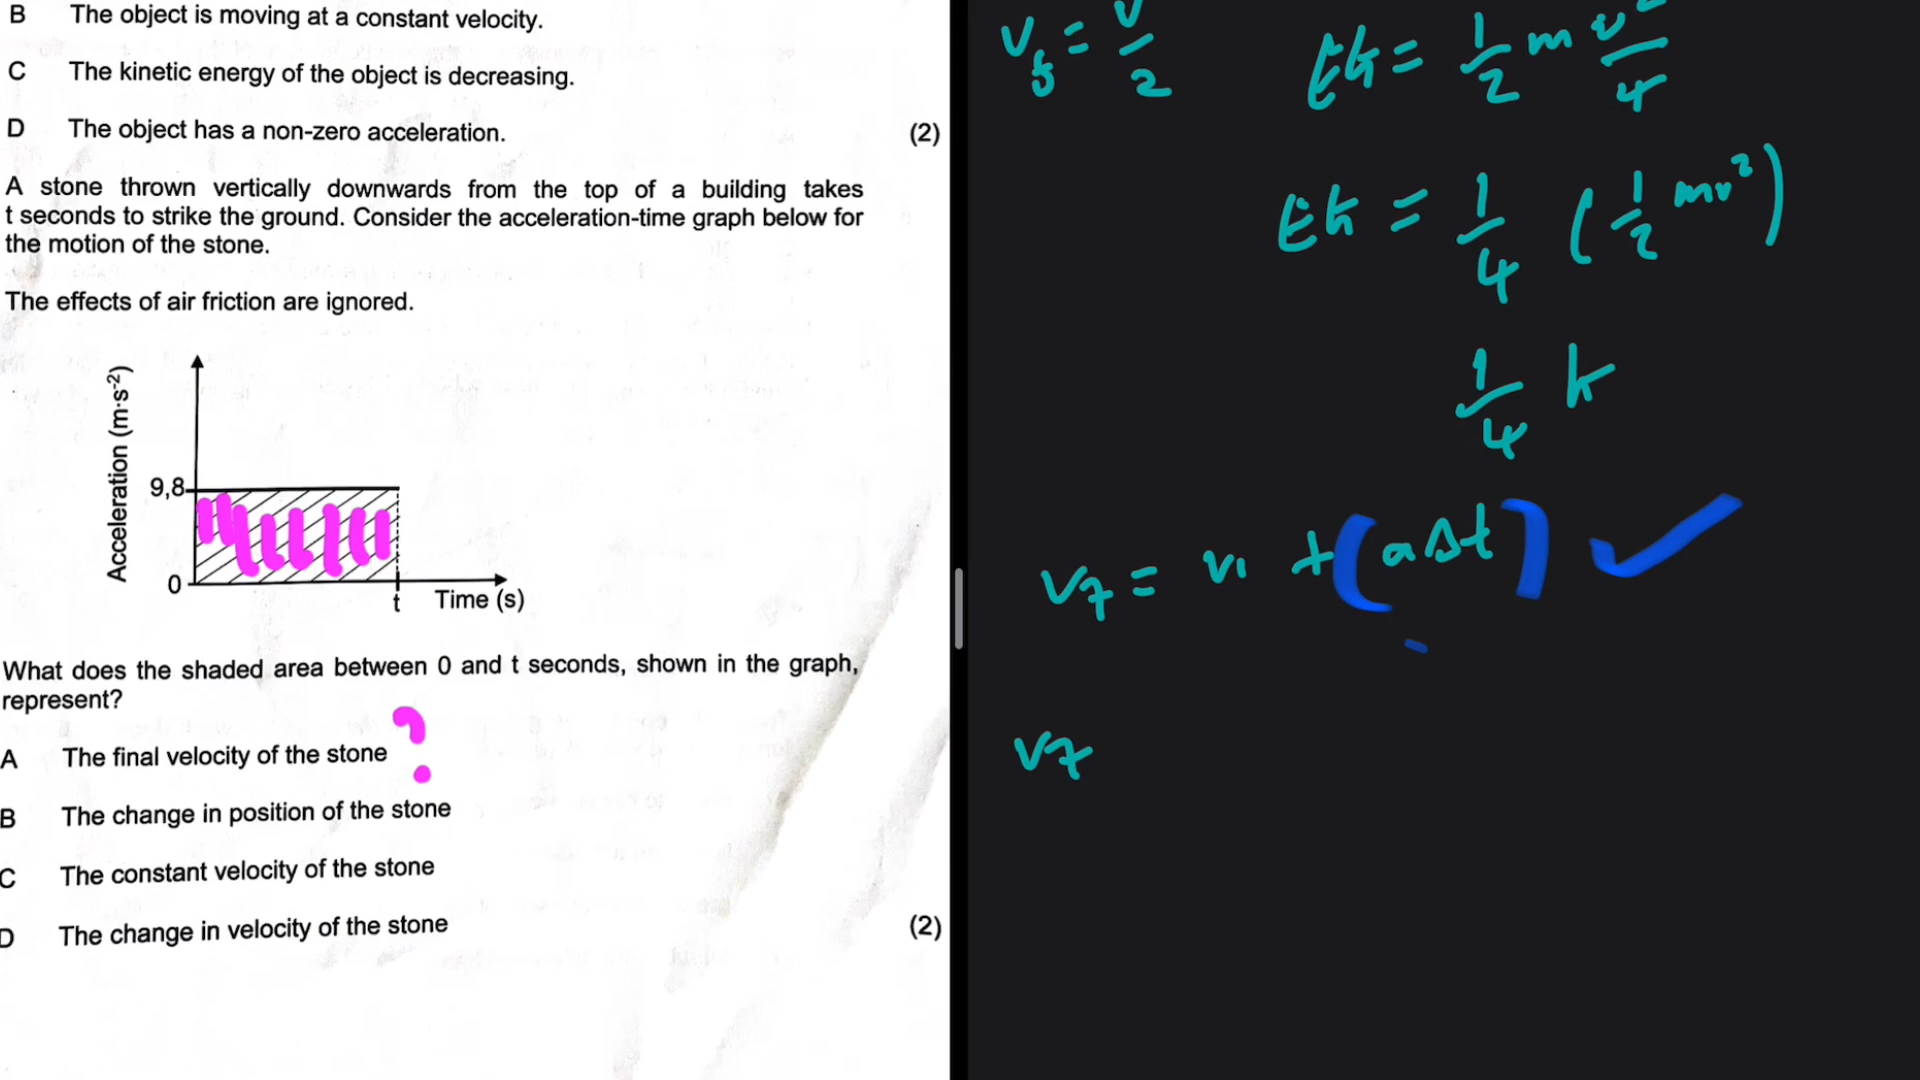 B The object is moving at a constant velocity.
C The kinetic energy of the object is decreasing.
D The object has a non-zero acceleration. (2)
A stone thrown vertically downwards from the top of a building takes
t seconds to strike the ground. Consider the acceleration-time graph below for
the motion of the stone.
The effects of air friction are ignored.
Acceleration (m·s⁻²)
9,8
0
t Time (s)
What does the shaded area between 0 and t seconds, shown in the graph,
represent?
?
A The final velocity of the stone
B The change in position of the stone
C The constant velocity of the stone
D The change in velocity of the stone (2)
Vf = v/2
Ek = 1/2 m v²/4
Ek = 1/4 (1/2 mv²)
1/4 k
Vf = vi + (aΔt) ✓
Vf